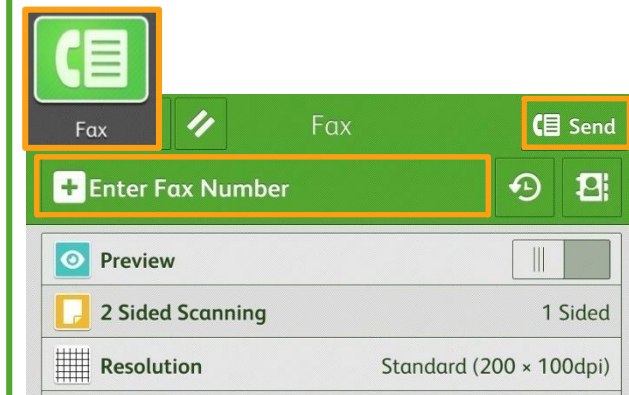 Fax
Fax
Send
Enter Fax Number
Preview
2 Sided Scanning 1 Sided
Resolution Standard (200 × 100dpi)